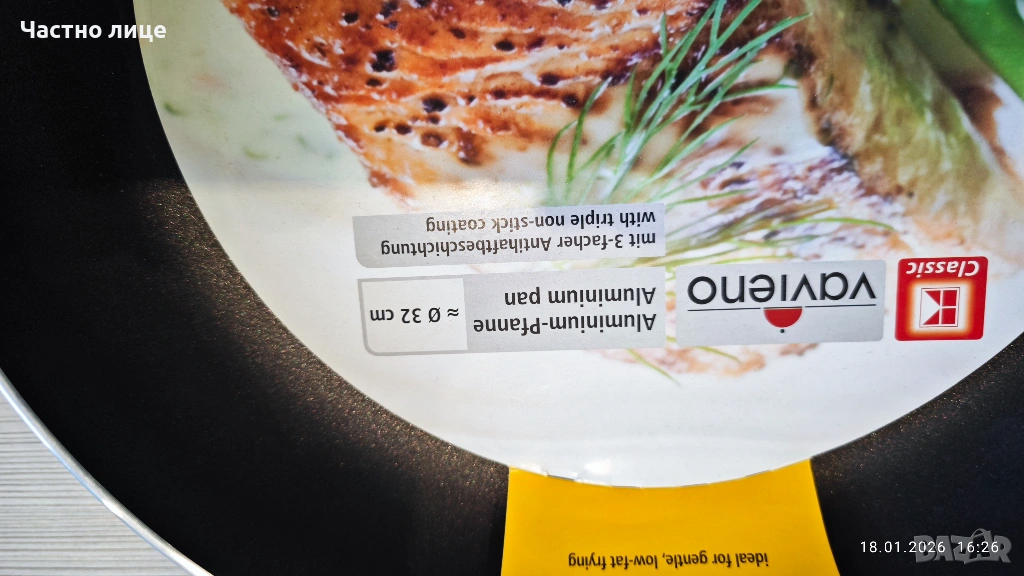 Частно лице
Classic
vavieno
Aluminium-Pfanne
Aluminium pan
≈ Ø 32 cm
mit 3-facher Antihaftbeschichtung
with triple non-stick coating
ideal for gentle, low-fat frying
18.01.2026 16:26
BAZAR